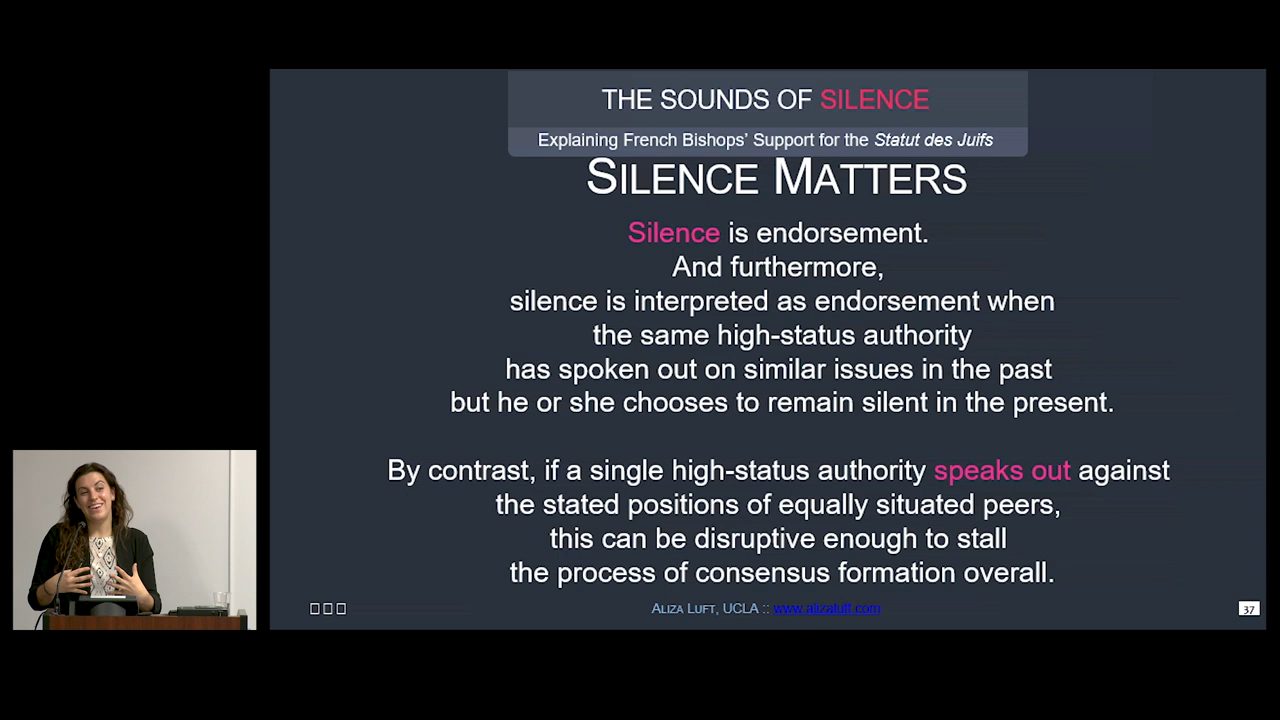 THE SOUNDS OF SILENCE
Explaining French Bishops' Support for the Statut des Juifs
SILENCE MATTERS
Silence is endorsement.
And furthermore,
silence is interpreted as endorsement when
the same high-status authority
has spoken out on similar issues in the past
but he or she chooses to remain silent in the present.
By contrast, if a single high-status authority speaks out against
the stated positions of equally situated peers,
this can be disruptive enough to stall
the process of consensus formation overall.
ALIZA LUFT, UCLA :: www.alizaluft.com
37